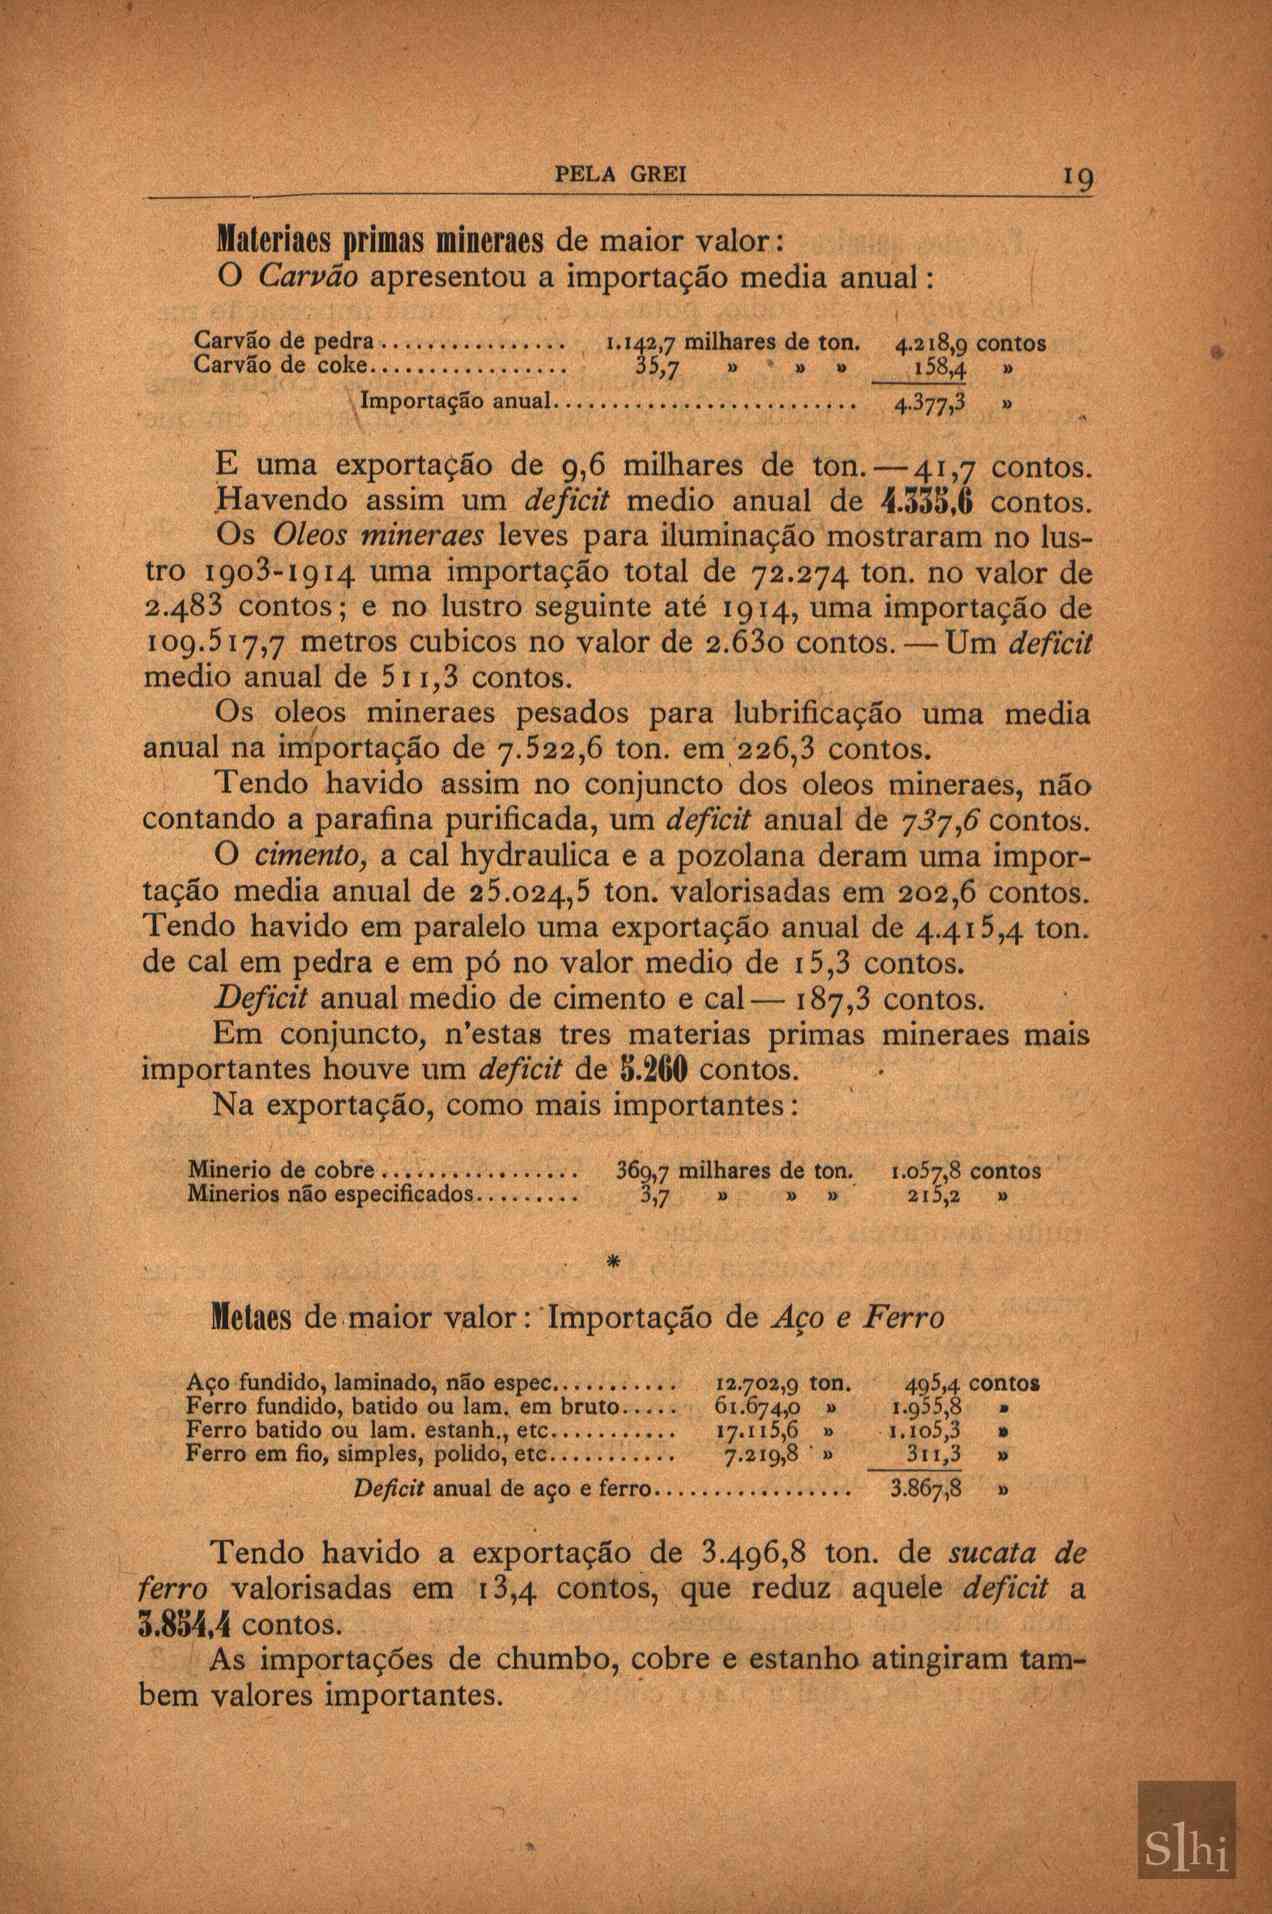 PELA GREI 19
Materiaes primas mineraes de maior valor:
O Carvão apresentou a importação media anual:
Carvão de pedra................ 1.142,7 milhares de ton. 4.218,9 contos
Carvão de coke................. 35,7 » » » 158,4 »
Importação anual.......................... 4.377,3 »
E uma exportação de 9,6 milhares de ton.—41,7 contos.
Havendo assim um deficit medio anual de 4.335,6 contos.
Os Oleos mineraes leves para iluminação mostraram no lus-
tro 1903-1914 uma importação total de 72.274 ton. no valor de
2.483 contos; e no lustro seguinte até 1914, uma importação de
109.517,7 metros cubicos no valor de 2.630 contos.—Um deficit
medio anual de 511,3 contos.
Os oleos mineraes pesados para lubrificação uma media
anual na importação de 7.522,6 ton. em 226,3 contos.
Tendo havido assim no conjuncto dos oleos mineraes, não
contando a parafina purificada, um deficit anual de 737,6 contos.
O cimento, a cal hydraulica e a pozolana deram uma impor-
tação media anual de 25.024,5 ton. valorisadas em 202,6 contos.
Tendo havido em paralelo uma exportação anual de 4.415,4 ton.
de cal em pedra e em pó no valor medio de 15,3 contos.
Deficit anual medio de cimento e cal—187,3 contos.
Em conjuncto, n'estas tres materias primas mineraes mais
importantes houve um deficit de 5.260 contos.
Na exportação, como mais importantes:
Minerio de cobre................. 369,7 milhares de ton. 1.057,8 contos
Minerios não especificados......... 3,7 » » » 215,2 »
*
Metaes de maior valor: Importação de Aço e Ferro
Aço fundido, laminado, não espec........... 12.702,9 ton. 495,4 contos
Ferro fundido, batido ou lam. em bruto..... 61.674,0 » 1.955,8 »
Ferro batido ou lam. estanh., etc........... 17.115,6 » 1.105,3 »
Ferro em fio, simples, polido, etc........... 7.219,8 » 311,3 »
Deficit anual de aço e ferro................. 3.867,8 »
Tendo havido a exportação de 3.496,8 ton. de sucata de
ferro valorisadas em 13,4 contos, que reduz aquele deficit a
3.854,4 contos.
As importações de chumbo, cobre e estanho atingiram tam-
bem valores importantes.
Slhi